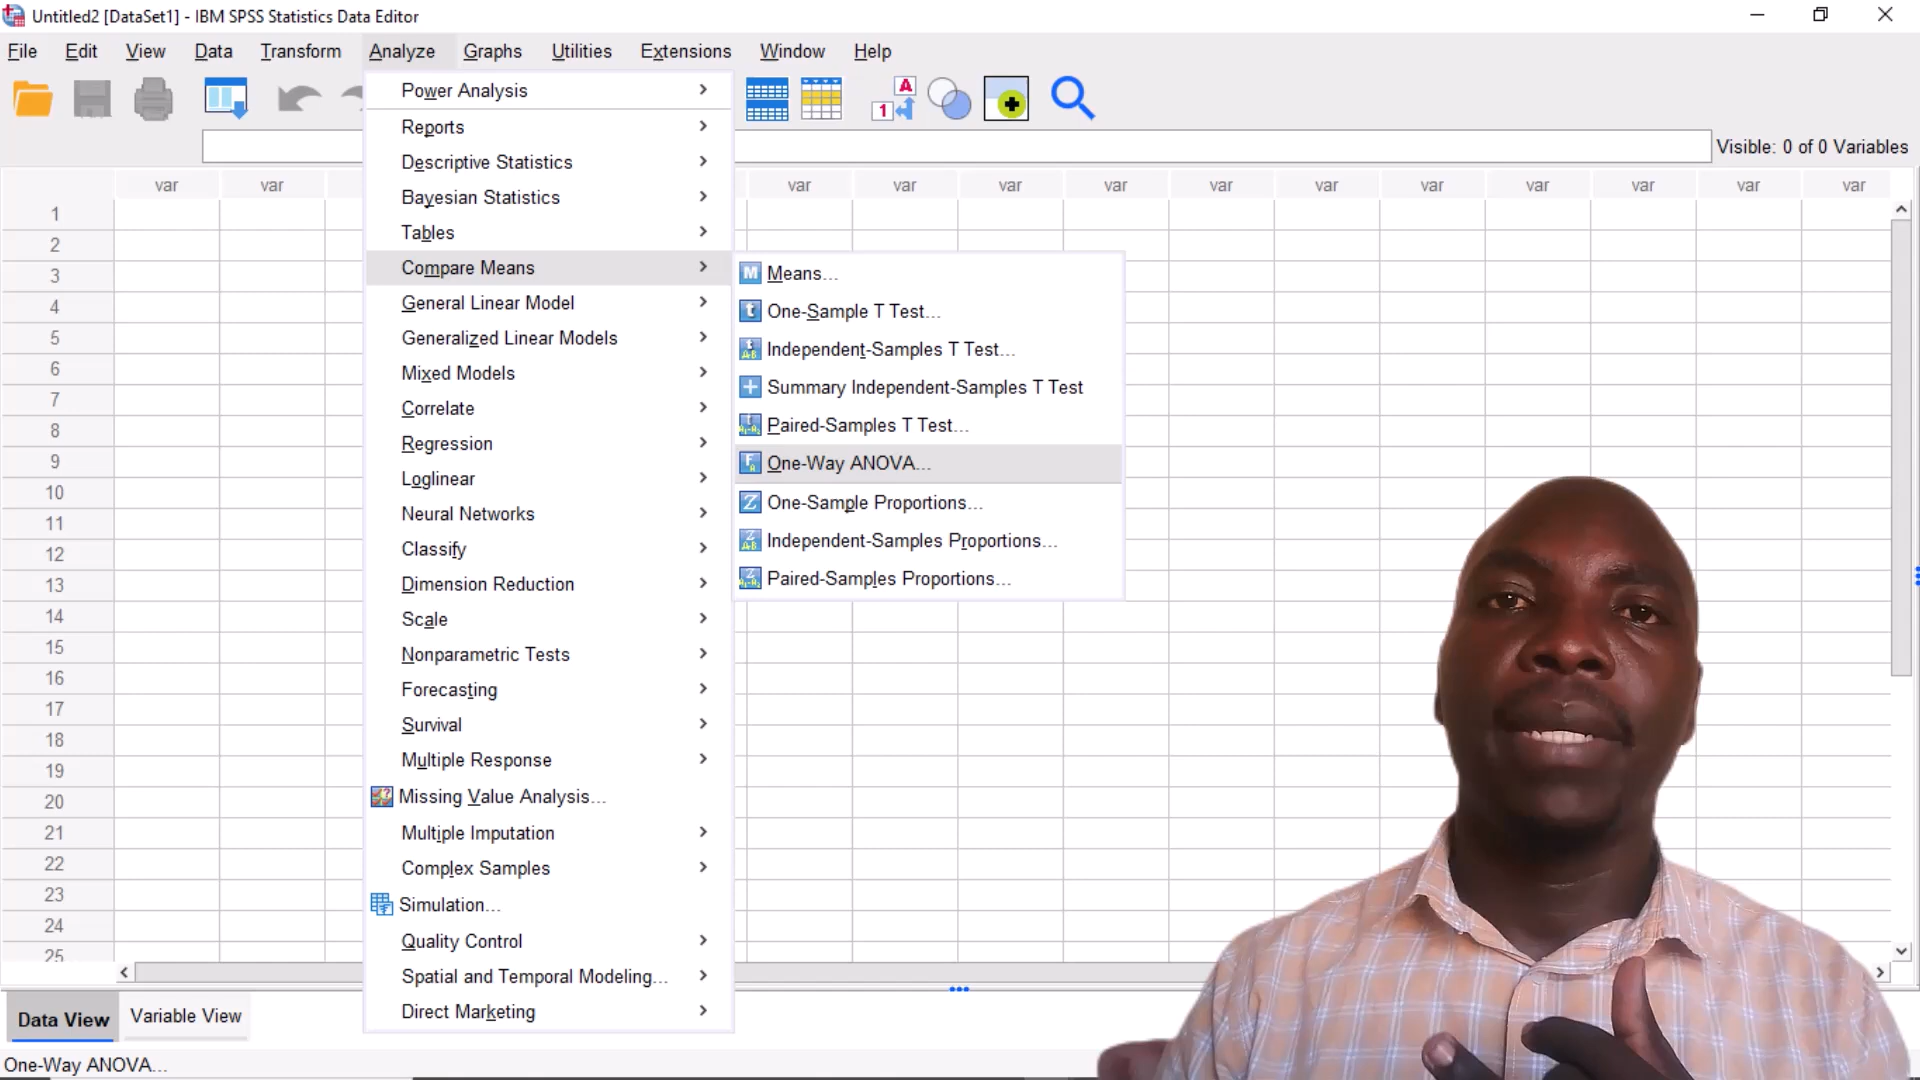 Untitled2 [DataSet1] - IBM SPSS Statistics Data Editor
File Edit View Data Transform Analyze Graphs Utilities Extensions Window Help
Visible: 0 of 0 Variables
Power Analysis
Reports
Descriptive Statistics
Bayesian Statistics
Tables
Compare Means
General Linear Model
Generalized Linear Models
Mixed Models
Correlate
Regression
Loglinear
Neural Networks
Classify
Dimension Reduction
Scale
Nonparametric Tests
Forecasting
Survival
Multiple Response
Missing Value Analysis...
Multiple Imputation
Complex Samples
Simulation...
Quality Control
Spatial and Temporal Modeling...
Direct Marketing
Means...
One-Sample T Test...
Independent-Samples T Test...
Summary Independent-Samples T Test
Paired-Samples T Test...
One-Way ANOVA...
One-Sample Proportions...
Independent-Samples Proportions...
Paired-Samples Proportions...
var var var var var var var var var var var var var
1
2
3
4
5
6
7
8
9
10
11
12
13
14
15
16
17
18
19
20
21
22
23
24
25
Data View Variable View
One-Way ANOVA...